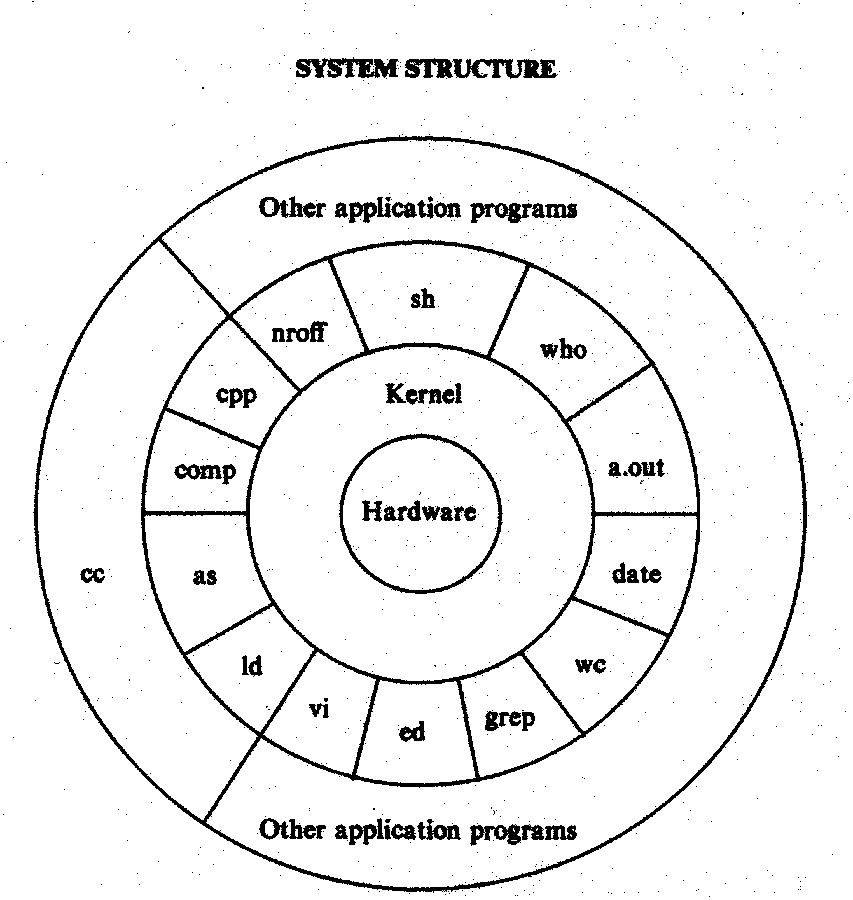 SYSTEM STRUCTURE
Other application programs
sh
nroff
who
cpp
Kernel
comp
a.out
Hardware
cc
as
date
ld
wc
vi
ed
grep
Other application programs